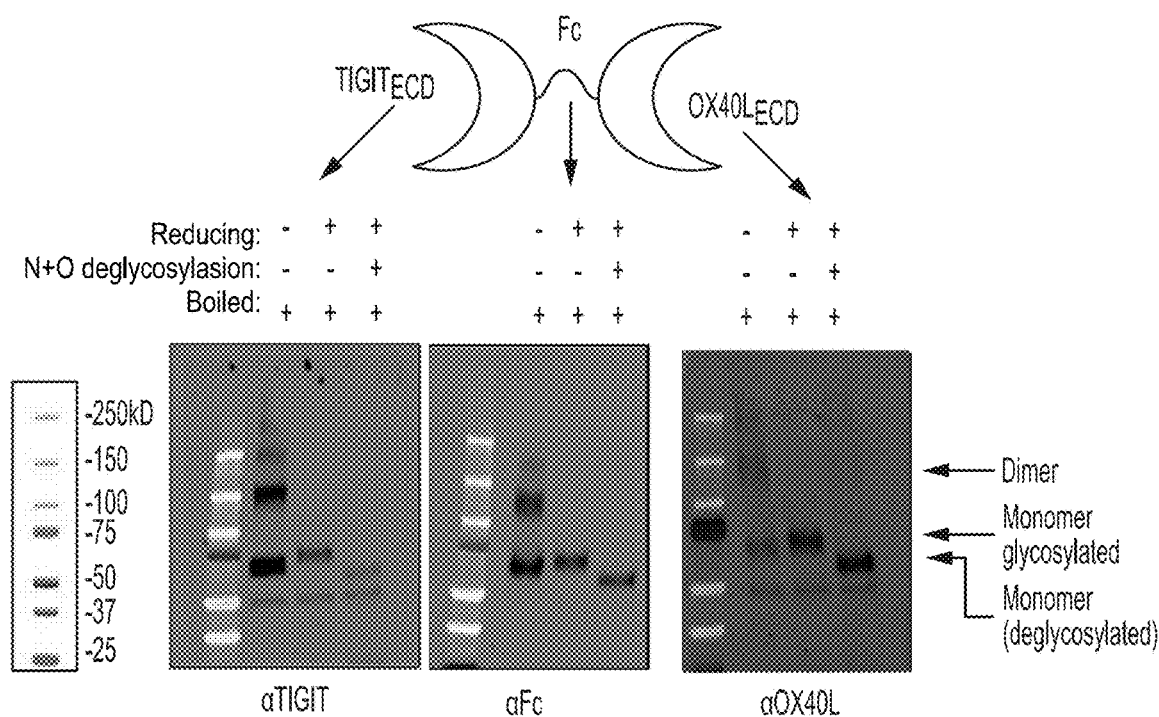 Fc
TIGITECD
OX40LECD
Reducing: - + + - + + - + +
N+O deglycosylasion: - - + - - + - - +
Boiled: + + + + + + + + +
-250kD
-150
-100
-75
-50
-37
-25
Dimer
Monomer
glycosylated
Monomer
(deglycosylated)
αTIGIT
αFc
αOX40L